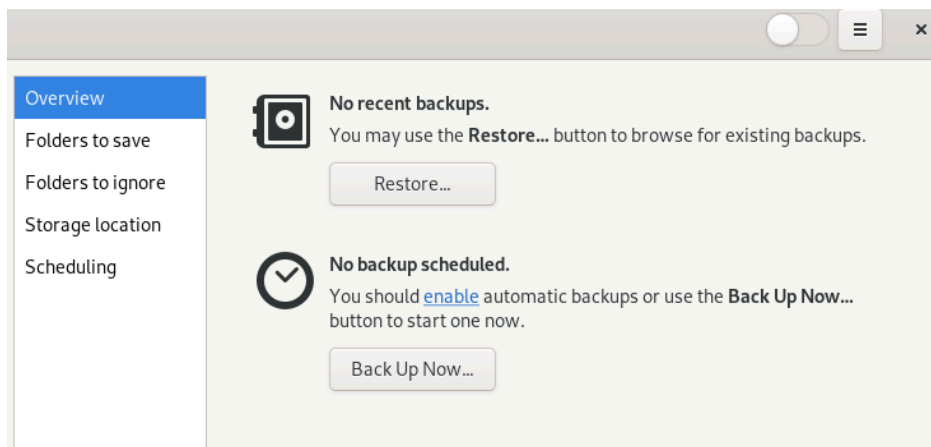 Overview
Folders to save
Folders to ignore
Storage location
Scheduling
No recent backups.
You may use the Restore... button to browse for existing backups.
Restore...
No backup scheduled.
You should enable automatic backups or use the Back Up Now...
button to start one now.
Back Up Now...